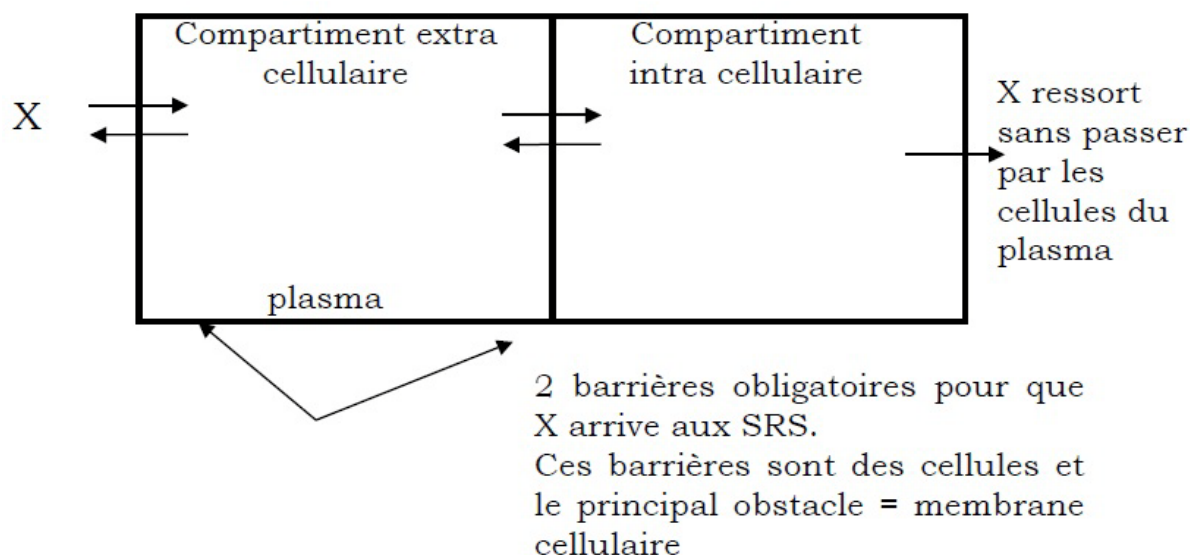 Compartiment extra
cellulaire
Compartiment
intra cellulaire
X
X ressort
sans passer
par les
cellules du
plasma
plasma
2 barrières obligatoires pour que
X arrive aux SRS.
Ces barrières sont des cellules et
le principal obstacle = membrane
cellulaire